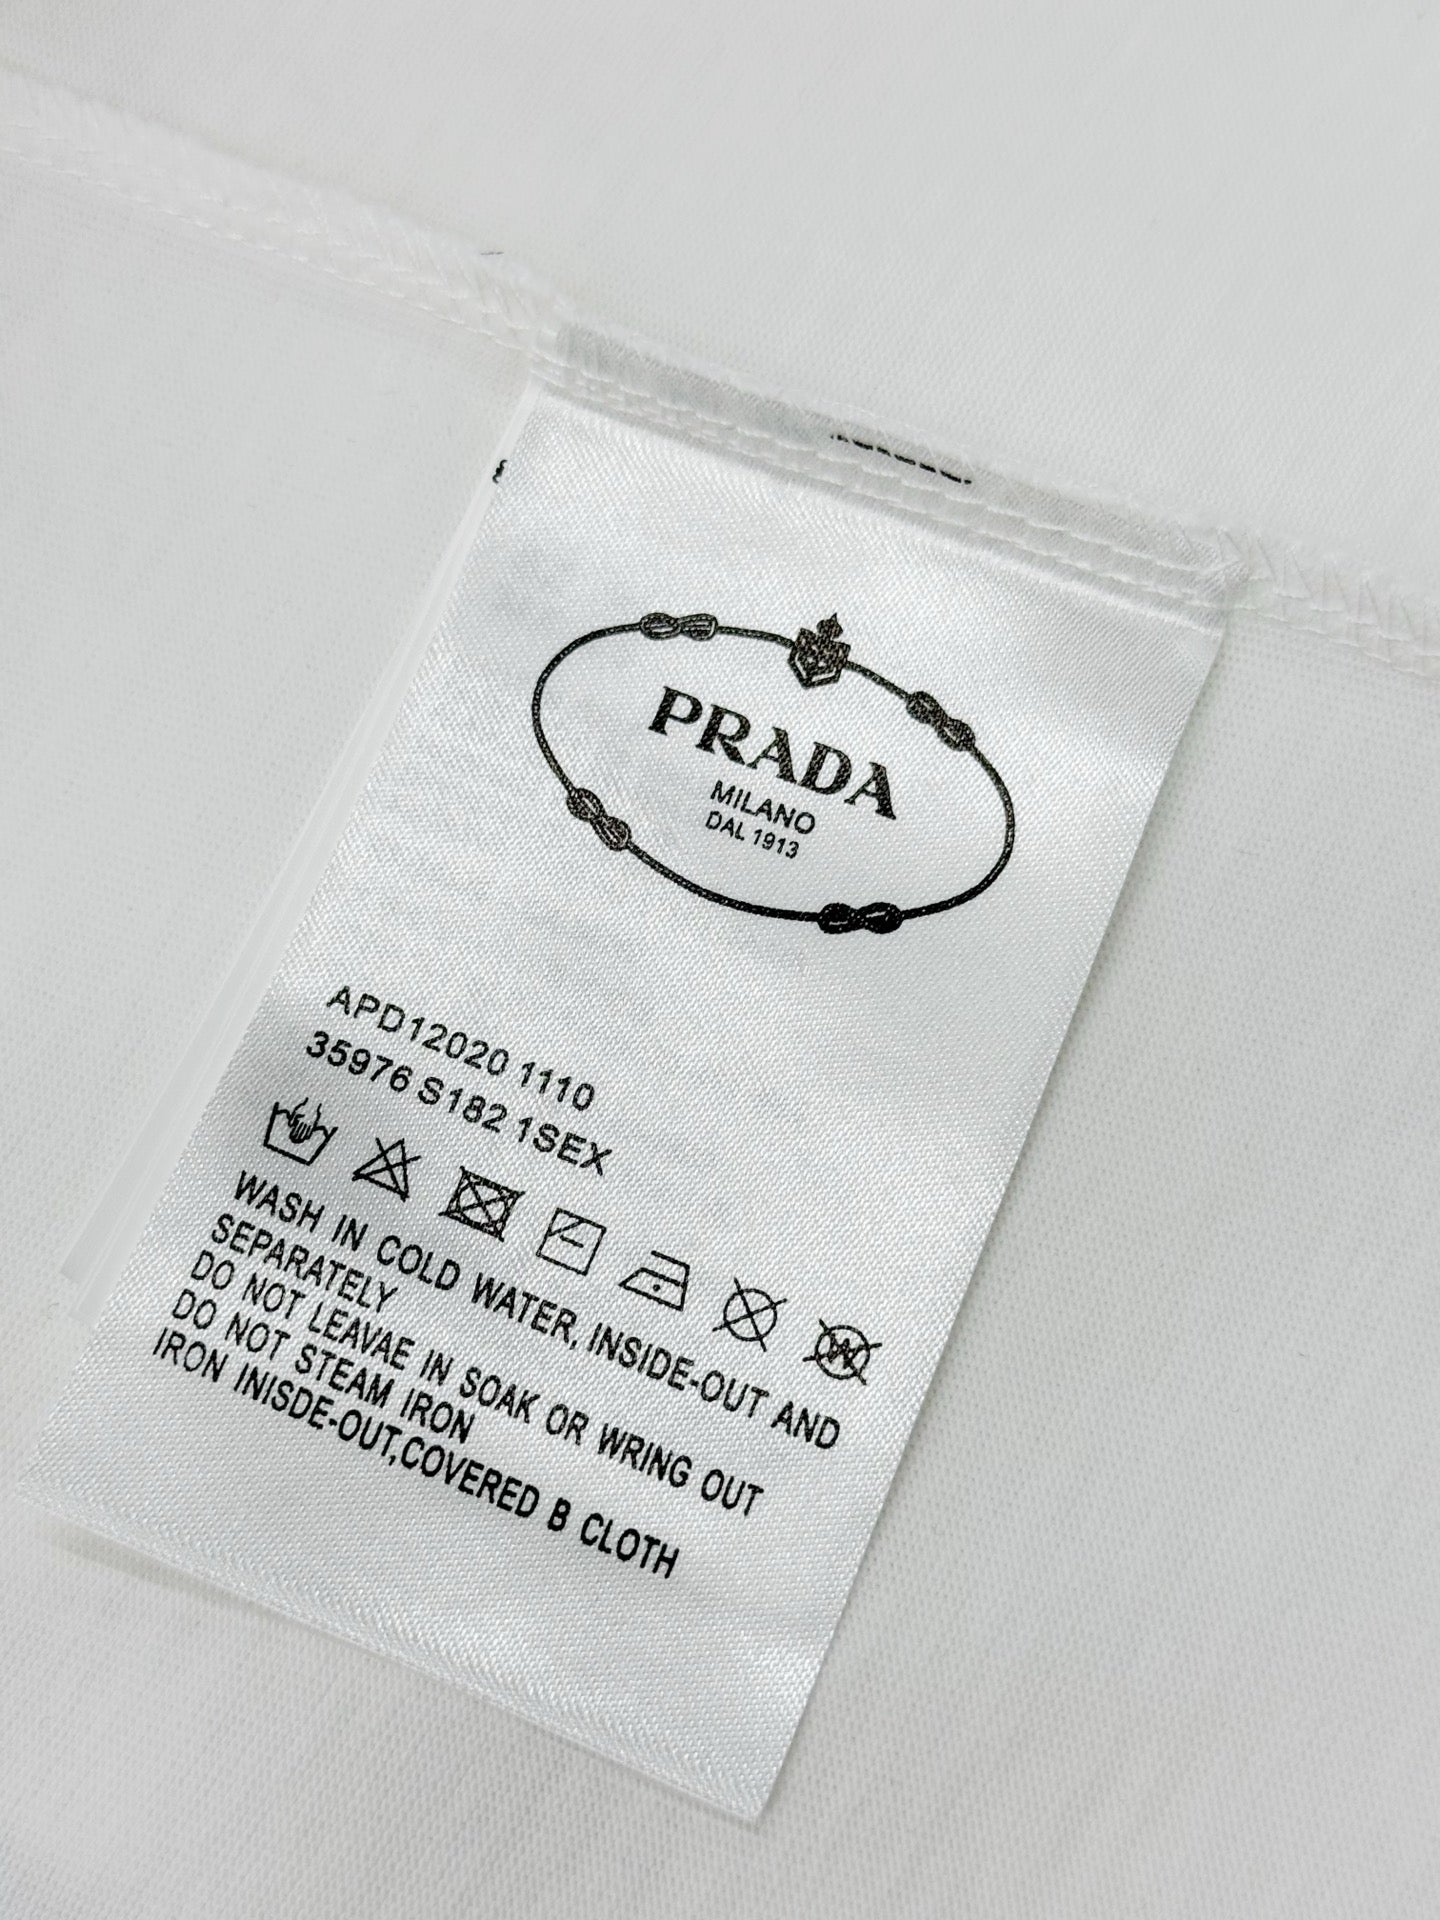 PRADA
MILANO
DAL 1913
APD12020 1110
35976 S182 1SEX
W
WASH IN COLD WATER, INSIDE-OUT AND
SEPARATELY
DO NOT LEAVAE IN SOAK OR WRING OUT
DO NOT STEAM IRON
IRON INISDE-OUT,COVERED B CLOTH